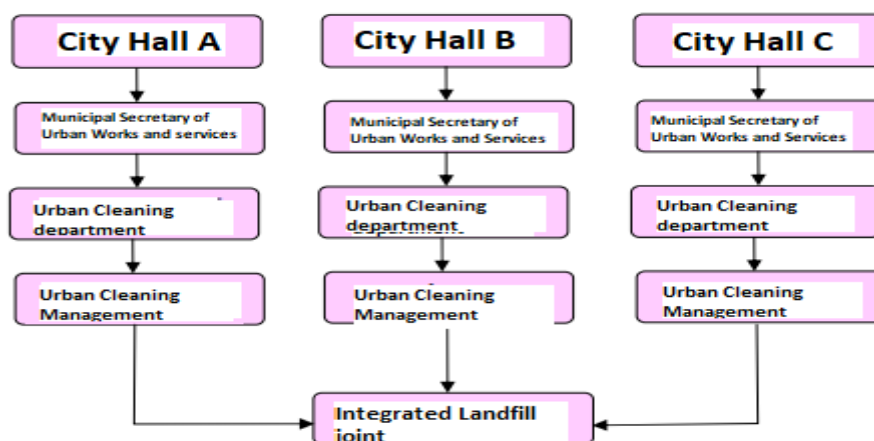 City Hall A
City Hall B
City Hall C
Municipal Secretary of
Urban Works and services
Municipal Secretary of
Urban Works and Services
Municipal Secretary of
Urban Works and Services
Urban Cleaning
department
Urban Cleaning
department
Urban Cleaning
department
Urban Cleaning
Management
Urban Cleaning
Management
Urban Cleaning
Management
Integrated Landfill
joint